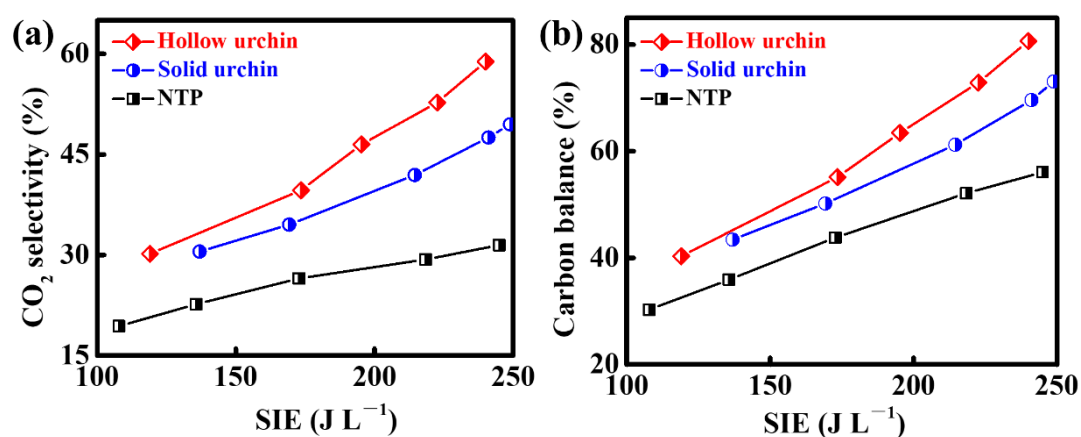 (a)
Hollow urchin
Solid urchin
NTP
CO₂ selectivity (%)
60
45
30
15
100 150 200 250
SIE (J L⁻¹)
(b)
Hollow urchin
Solid urchin
NTP
Carbon balance (%)
80
60
40
20
100 150 200 250
SIE (J L⁻¹)